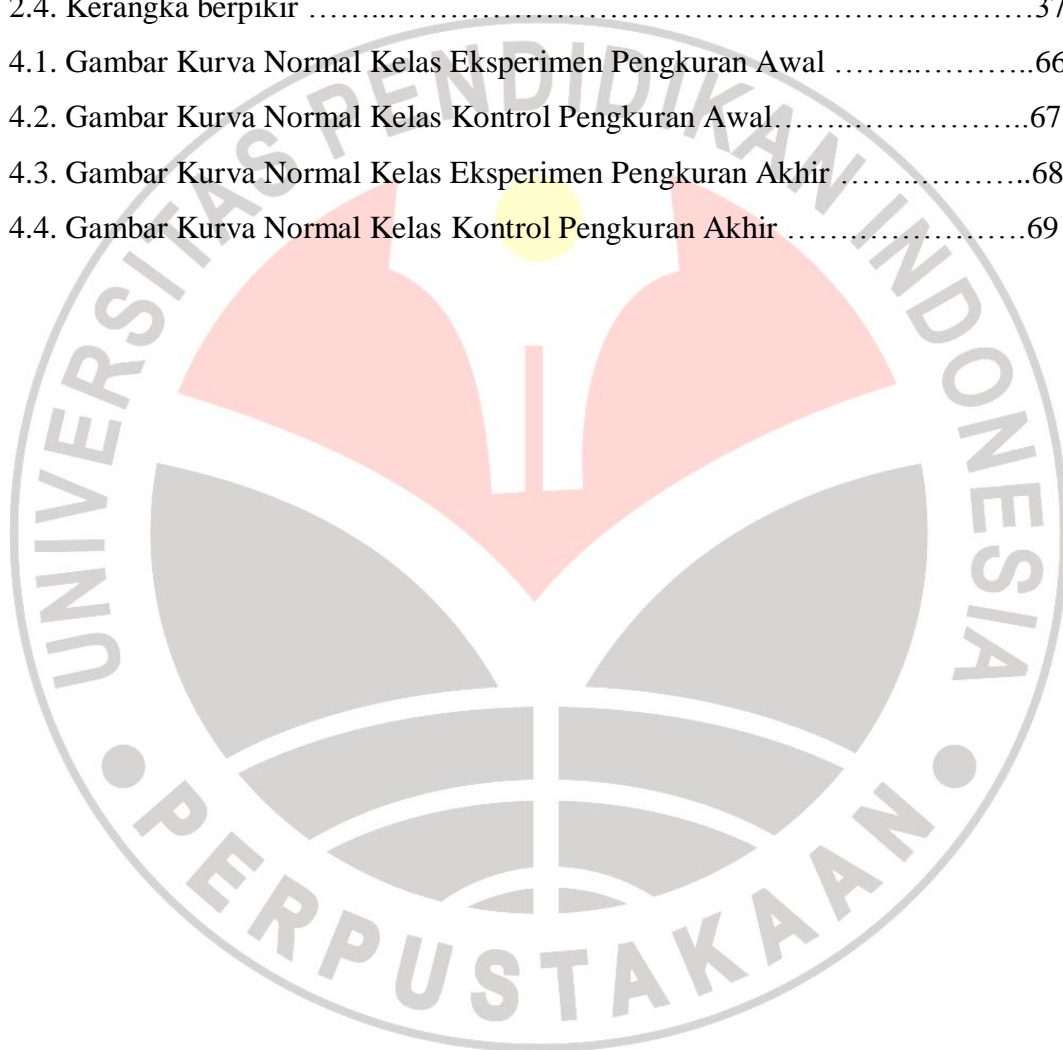 2.4. Kerangka berpikir ……...……………………………………………………………37
4.1. Gambar Kurva Normal Kelas Eksperimen Pengkuran Awal ……...………..66
4.2. Gambar Kurva Normal Kelas Kontrol Pengkuran Awal……...………………..67
4.3. Gambar Kurva Normal Kelas Eksperimen Pengkuran Akhir ……...………..68
4.4. Gambar Kurva Normal Kelas Kontrol Pengkuran Akhir ………………….69
UNIVERSITAS PENDIDIKAN INDONESIA
PERPUSTAKAAN